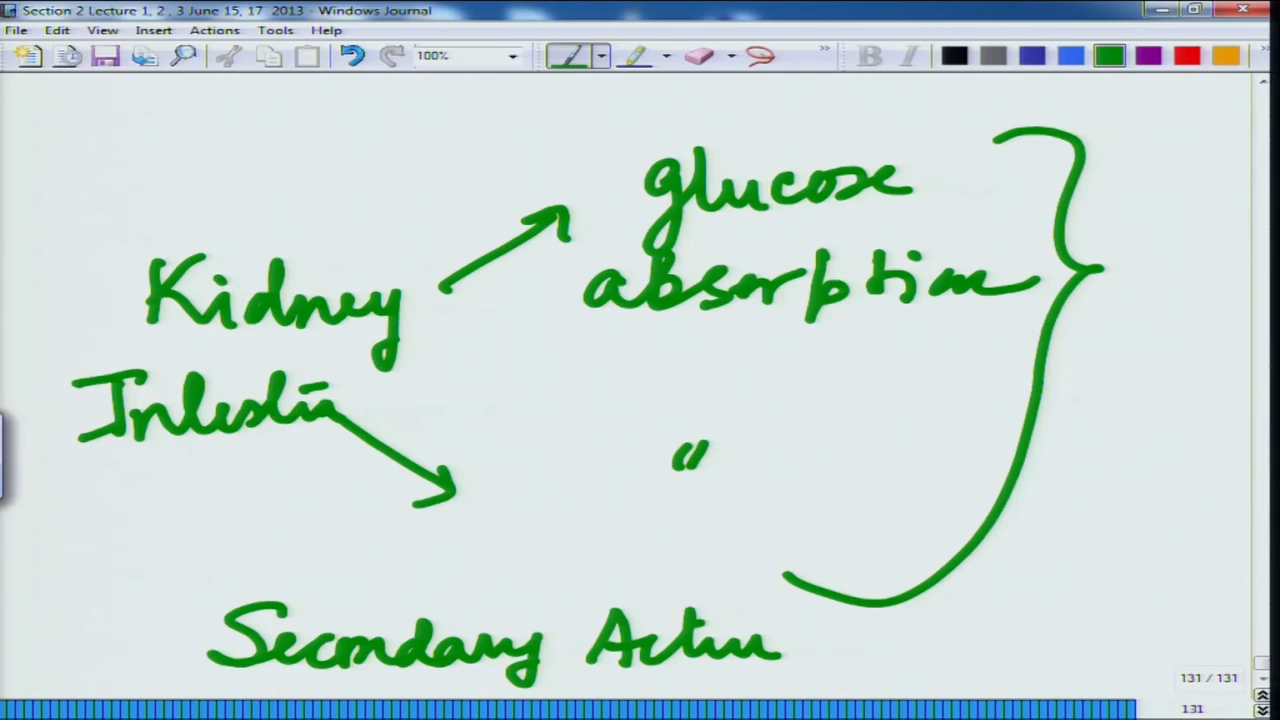 Section 2 Lecture 1, 2 , 3 June 15, 17 2013 - Windows Journal
File Edit View Insert Actions Tools Help
100%
B I
glucose
absorption
Kidney
Intestin
"
Secondary Active
131 / 131
131